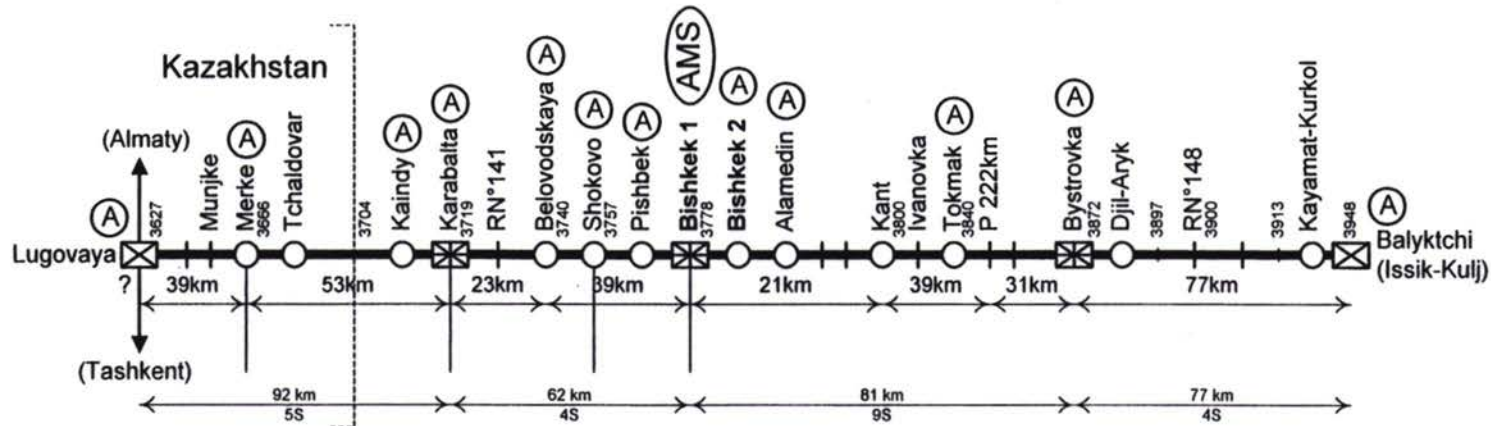 Kazakhstan
(Almaty)
A
3627
Lugovaya
?
(Tashkent)
Munjke
Merke A
3666
Tchaldovar
3704
Kaindy A
Karabalta A
3719
RN°141
Belovodskaya A
3740
Shokovo A
3757
Pishbek A
Bishkek 1 AMS
3778
Bishkek 2 A
Alamedin A
Kant
3800
Ivanovka
Tokmak A
3840
P 222km
Bystrovka A
3872
Djil-Aryk
3897
RN°148
3900
3913
Kayamat-Kurkol
3948
A
Balyktchi
(Issik-Kulj)
39km 53km 23km 39km 21km 39km 31km 77km
92 km 62 km 81 km 77 km
5S 4S 9S 4S